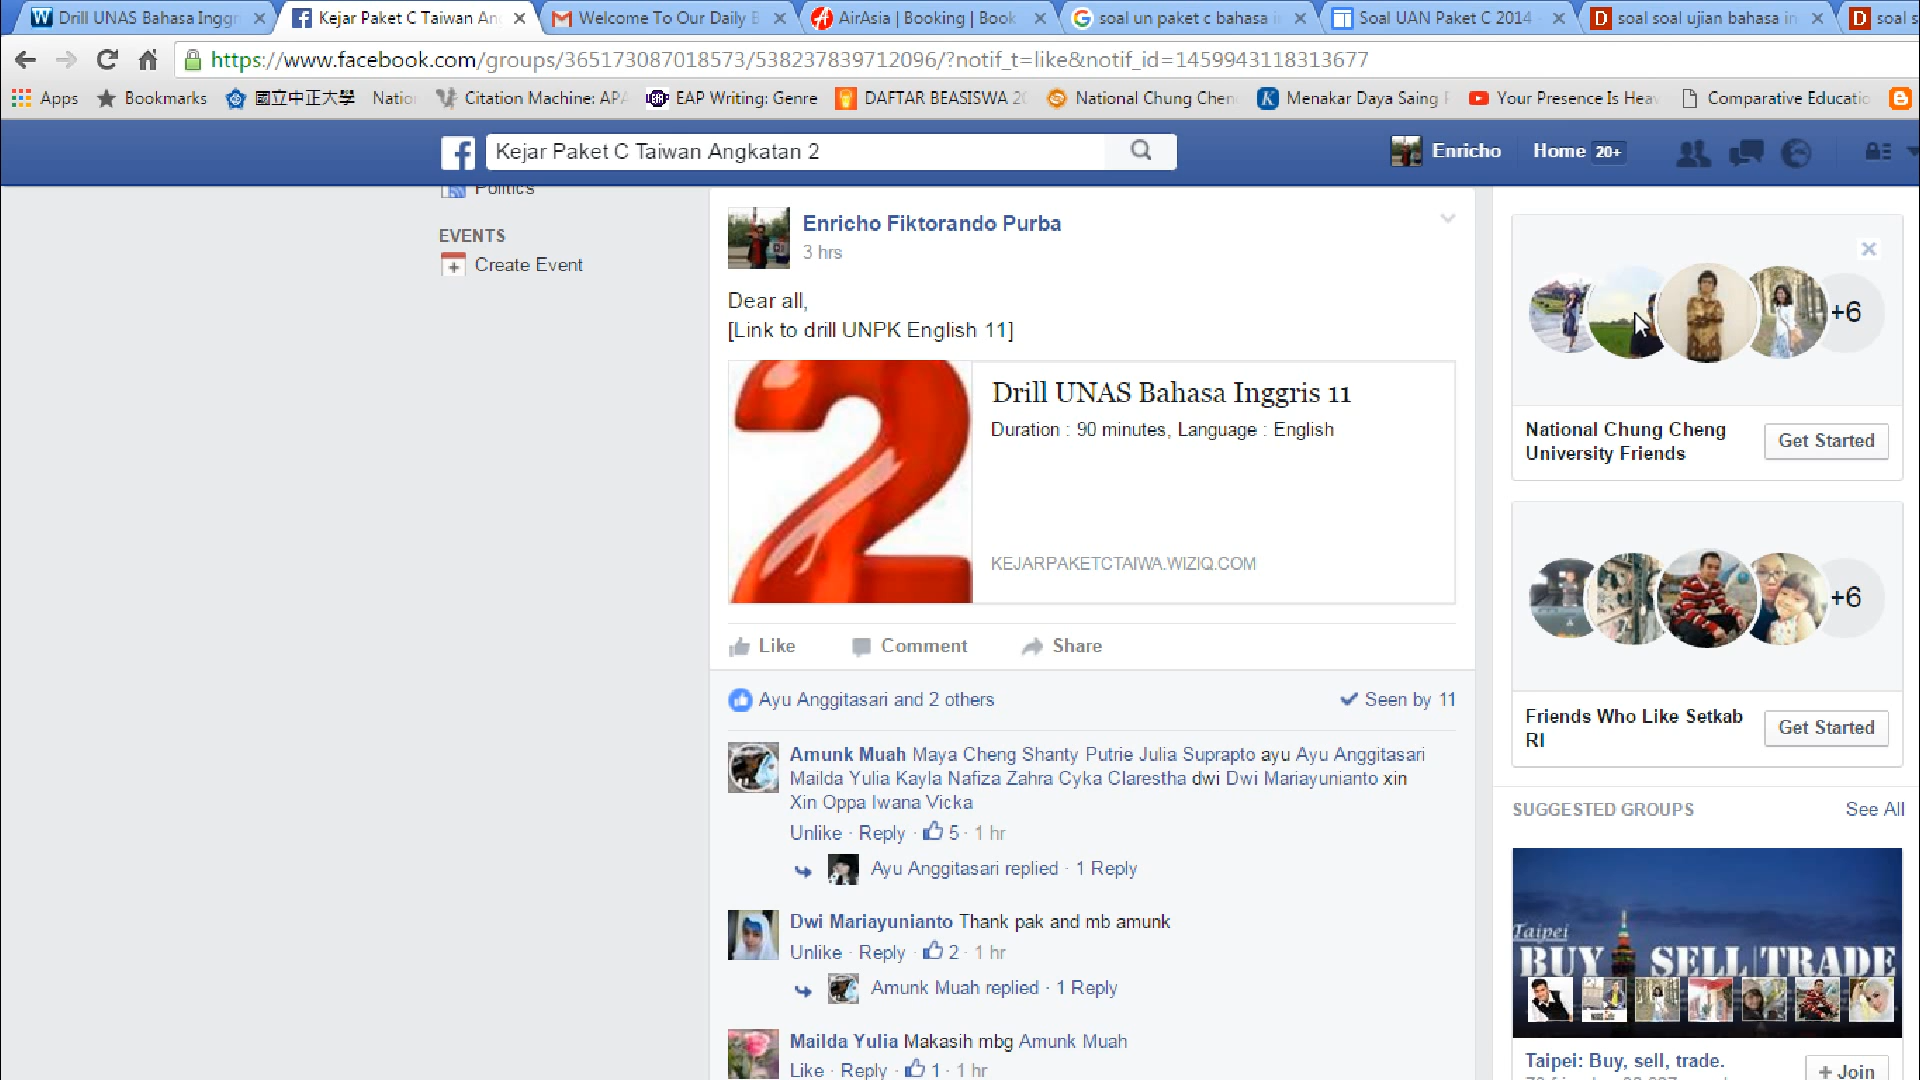 Drill UNAS Bahasa Inggr
Kejar Paket C Taiwan An
Welcome To Our Daily B
AirAsia | Booking | Book
soal un paket c bahasa i
Soal UAN Paket C 2014
soal soal ujian bahasa in
soal s
https://www.facebook.com/groups/365173087018573/538237839712096/?notif_t=like&notif_id=1459943118313677
Apps
Bookmarks
國立中正大學
Nation
Citation Machine: APA
EAP Writing: Genre
DAFTAR BEASISWA 20
National Chung Chen
Menakar Daya Saing
Your Presence Is Heav
Comparative Educatio
Kejar Paket C Taiwan Angkatan 2
Enricho
Home 20+
Politics
EVENTS
Create Event
Enricho Fiktorando Purba
3 hrs
Dear all,
[Link to drill UNPK English 11]
Drill UNAS Bahasa Inggris 11
Duration : 90 minutes, Language : English
KEJARPAKETCTAIWA.WIZIQ.COM
Like Comment Share
Ayu Anggitasari and 2 others
Seen by 11
Amunk Muah Maya Cheng Shanty Putrie Julia Suprapto ayu Ayu Anggitasari
Mailda Yulia Kayla Nafiza Zahra Cyka Clarestha dwi Dwi Mariayunianto xin
Xin Oppa Iwana Vicka
Unlike · Reply · 5 · 1 hr
Ayu Anggitasari replied · 1 Reply
Dwi Mariayunianto Thank pak and mb amunk
Unlike · Reply · 2 · 1 hr
Amunk Muah replied · 1 Reply
Mailda Yulia Makasih mbg Amunk Muah
Like · Reply · 1 · 1 hr
+6
National Chung Cheng
University Friends
Get Started
+6
Friends Who Like Setkab
RI
Get Started
SUGGESTED GROUPS
See All
Taipei
BUY SELL TRADE
Taipei: Buy, sell, trade.
+ Join